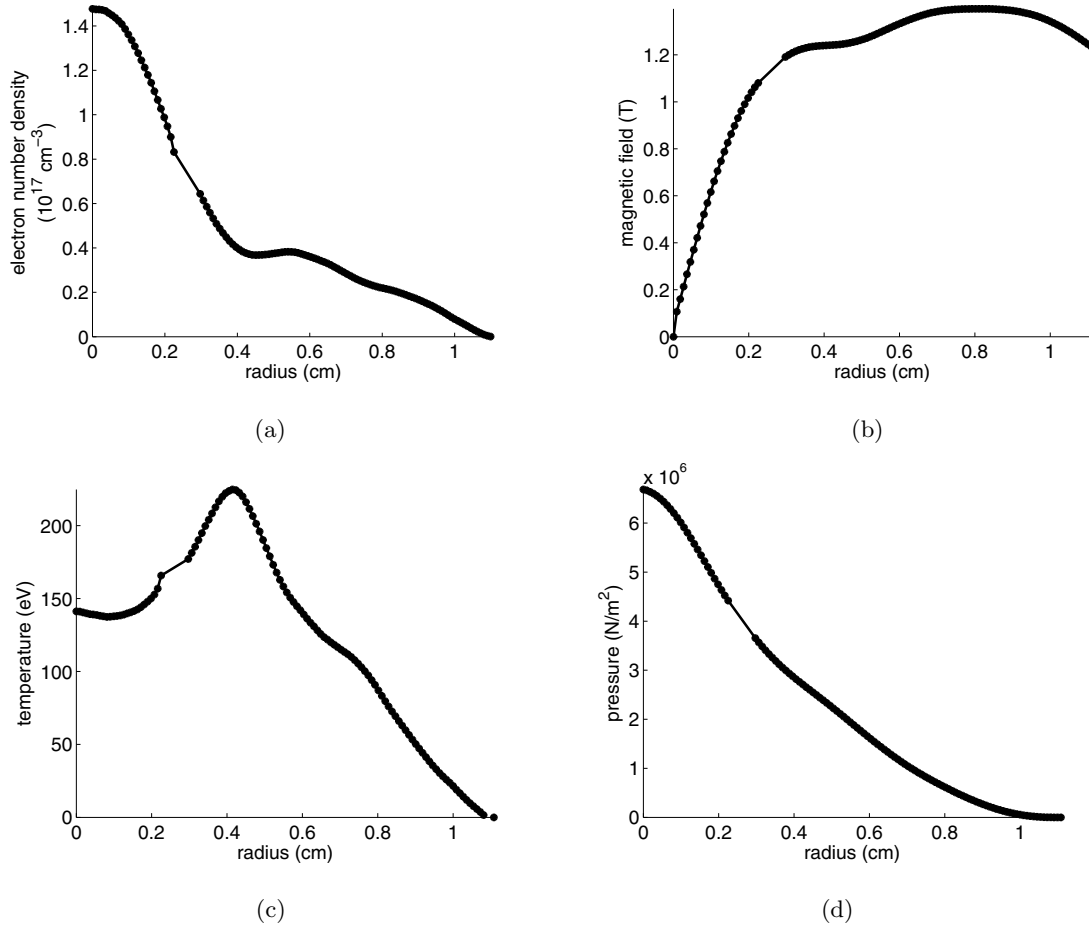 1.4
1.2
1
0.8
0.6
0.4
0.2
0
0 0.2 0.4 0.6 0.8 1
radius (cm)
electron number density
(10^17 cm^−3)
(a)
1.2
1
0.8
0.6
0.4
0.2
0
0 0.2 0.4 0.6 0.8 1
radius (cm)
magnetic field (T)
(b)
200
150
100
50
0
0 0.2 0.4 0.6 0.8 1
radius (cm)
temperature (eV)
(c)
x 10^6
6
5
4
3
2
1
0
0 0.2 0.4 0.6 0.8 1
radius (cm)
pressure (N/m^2)
(d)